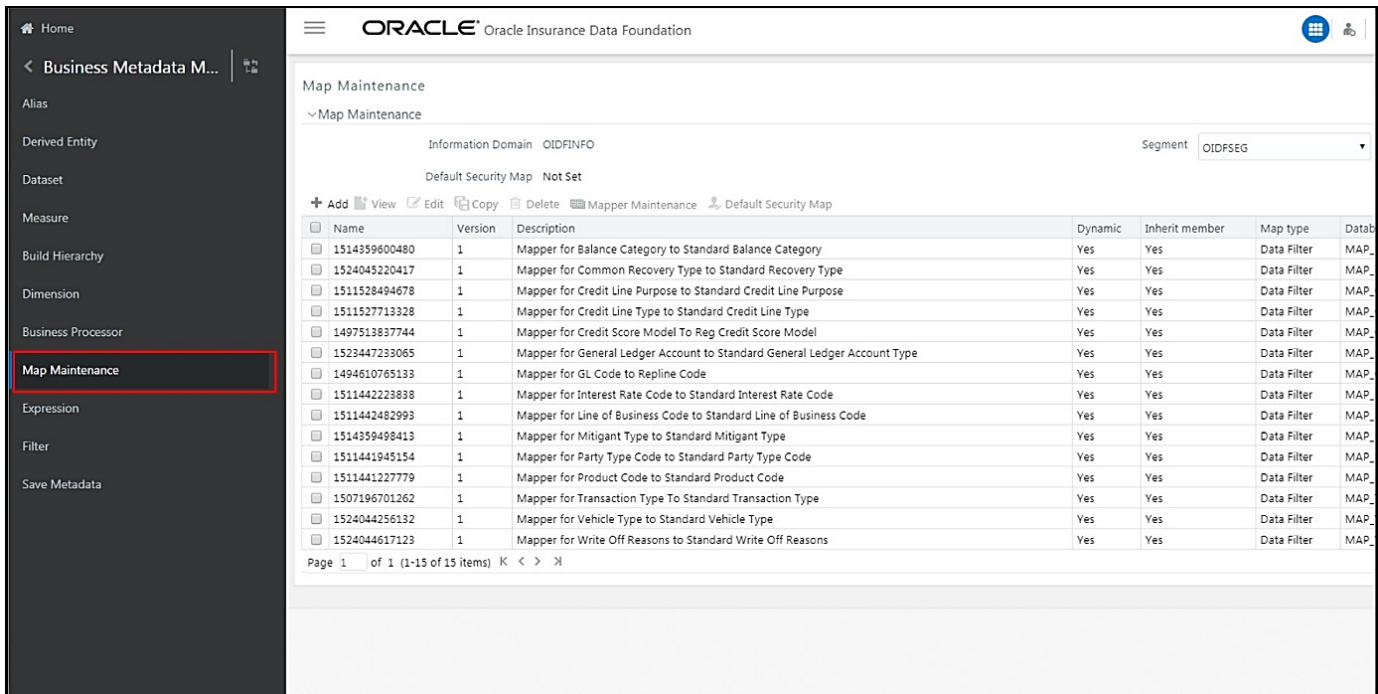 Home
Business Metadata M...
Alias
Derived Entity
Dataset
Measure
Build Hierarchy
Dimension
Business Processor
Map Maintenance
Expression
Filter
Save Metadata
ORACLE® Oracle Insurance Data Foundation
Map Maintenance
Map Maintenance
Information Domain OIDFINFO Segment OIDFSEG
Default Security Map Not Set
Add View Edit Copy Delete Mapper Maintenance Default Security Map
Name Version Description Dynamic Inherit member Map type Datab
1514359600480 1 Mapper for Balance Category to Standard Balance Category Yes Yes Data Filter MAP_
1524045220417 1 Mapper for Common Recovery Type to Standard Recovery Type Yes Yes Data Filter MAP_
1511528494678 1 Mapper for Credit Line Purpose to Standard Credit Line Purpose Yes Yes Data Filter MAP_
1511527713328 1 Mapper for Credit Line Type to Standard Credit Line Type Yes Yes Data Filter MAP_
1497513837744 1 Mapper for Credit Score Model To Reg Credit Score Model Yes Yes Data Filter MAP_
1523447233065 1 Mapper for General Ledger Account to Standard General Ledger Account Type Yes Yes Data Filter MAP_
1494610765133 1 Mapper for GL Code to Repline Code Yes Yes Data Filter MAP_
1511442223838 1 Mapper for Interest Rate Code to Standard Interest Rate Code Yes Yes Data Filter MAP_
1511442482993 1 Mapper for Line of Business Code to Standard Line of Business Code Yes Yes Data Filter MAP_
1514359498413 1 Mapper for Mitigant Type to Standard Mitigant Type Yes Yes Data Filter MAP_
1511441945154 1 Mapper for Party Type Code to Standard Party Type Code Yes Yes Data Filter MAP_
1511441227779 1 Mapper for Product Code to Standard Product Code Yes Yes Data Filter MAP_
1507196701262 1 Mapper for Transaction Type To Standard Transaction Type Yes Yes Data Filter MAP_
1524044256132 1 Mapper for Vehicle Type to Standard Vehicle Type Yes Yes Data Filter MAP_
1524044617123 1 Mapper for Write Off Reasons to Standard Write Off Reasons Yes Yes Data Filter MAP_
Page 1 of 1 (1-15 of 15 items)